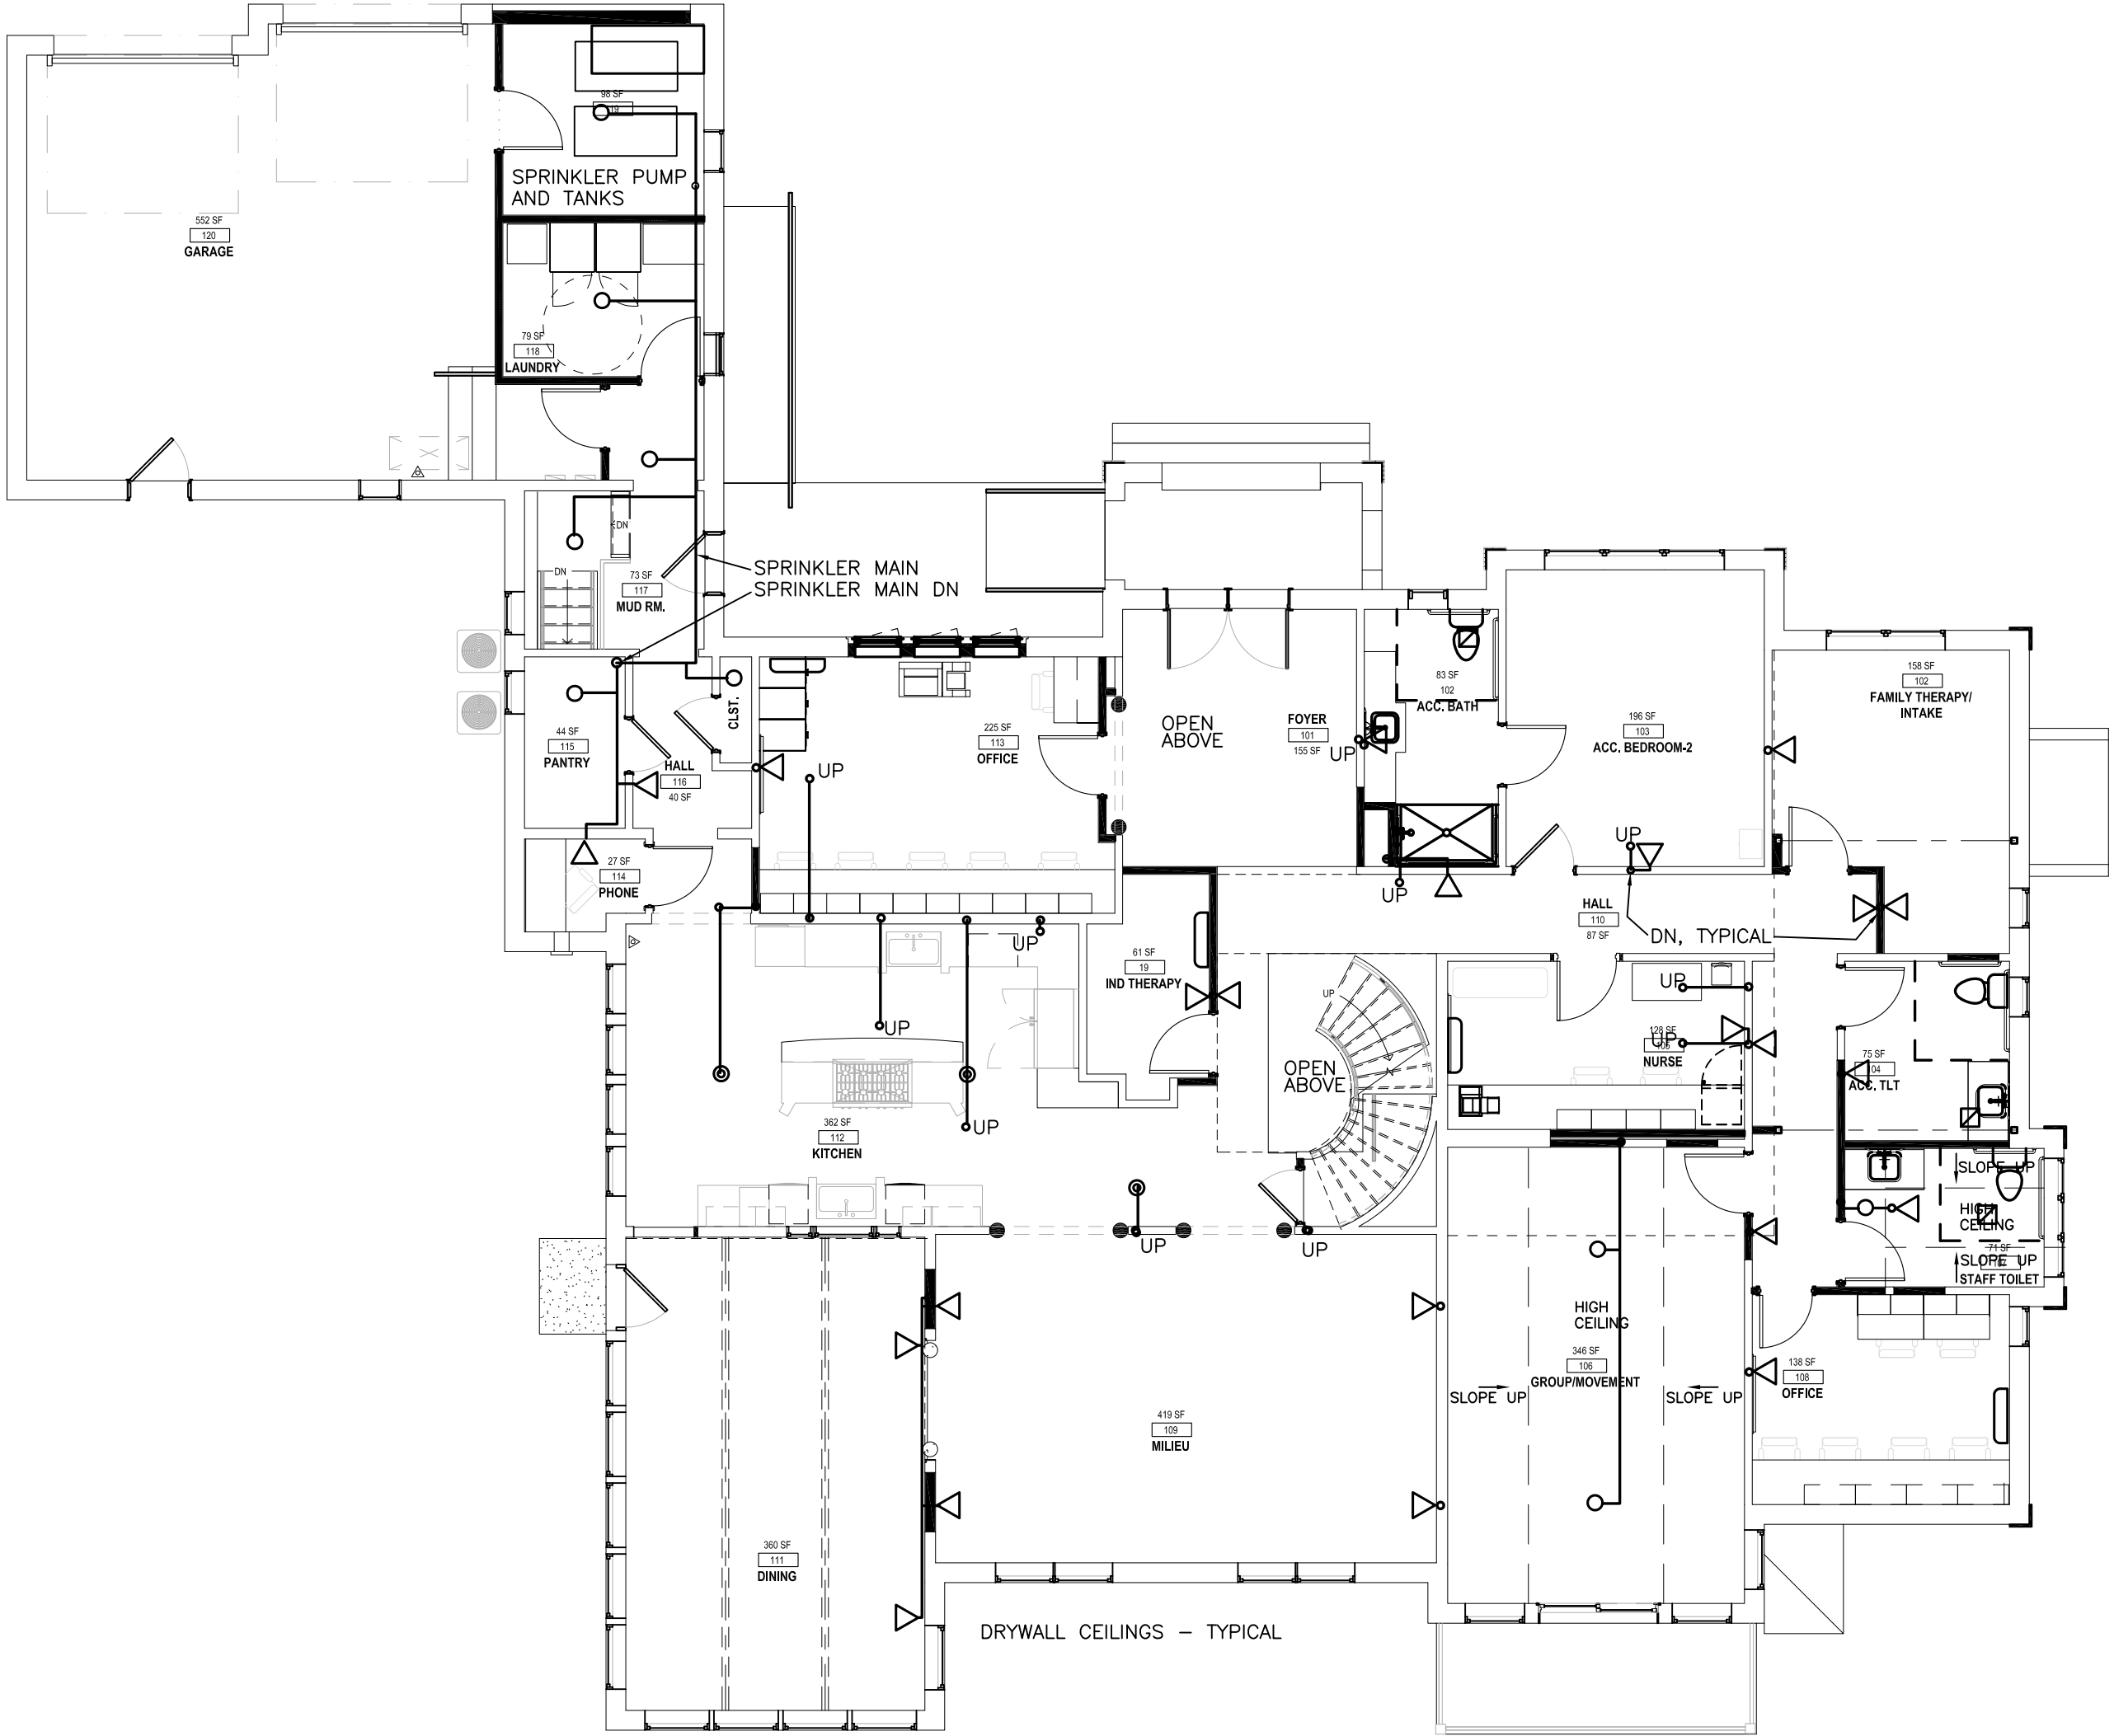 98 SF
SPRINKLER PUMP
AND TANKS
552 SF
120
GARAGE
79 SF
118
LAUNDRY
DN
DN
73 SF
117
MUD RM.
SPRINKLER MAIN
SPRINKLER MAIN DN
44 SF
115
PANTRY
CLST.
HALL
116
40 SF
UP
225 SF
113
OFFICE
OPEN
ABOVE
FOYER
101
155 SF
UP
83 SF
102
ACC. BATH
196 SF
103
ACC. BEDROOM-2
158 SF
102
FAMILY THERAPY/
INTAKE
27 SF
114
PHONE
UP
UP
HALL
110
87 SF
DN, TYPICAL
UP
61 SF
19
IND THERAPY
UP
UP
UP
OPEN
ABOVE
UP
128 SF
UP
NURSE
75 SF
104
ACC. TLT
362 SF
112
KITCHEN
UP
UP
UP
SLOPE UP
HIGH
CEILING
71 SF
SLOPE UP
STAFF TOILET
HIGH
CEILING
346 SF
106
GROUP/MOVEMENT
SLOPE UP
SLOPE UP
138 SF
108
OFFICE
419 SF
109
MILIEU
360 SF
111
DINING
DRYWALL CEILINGS – TYPICAL